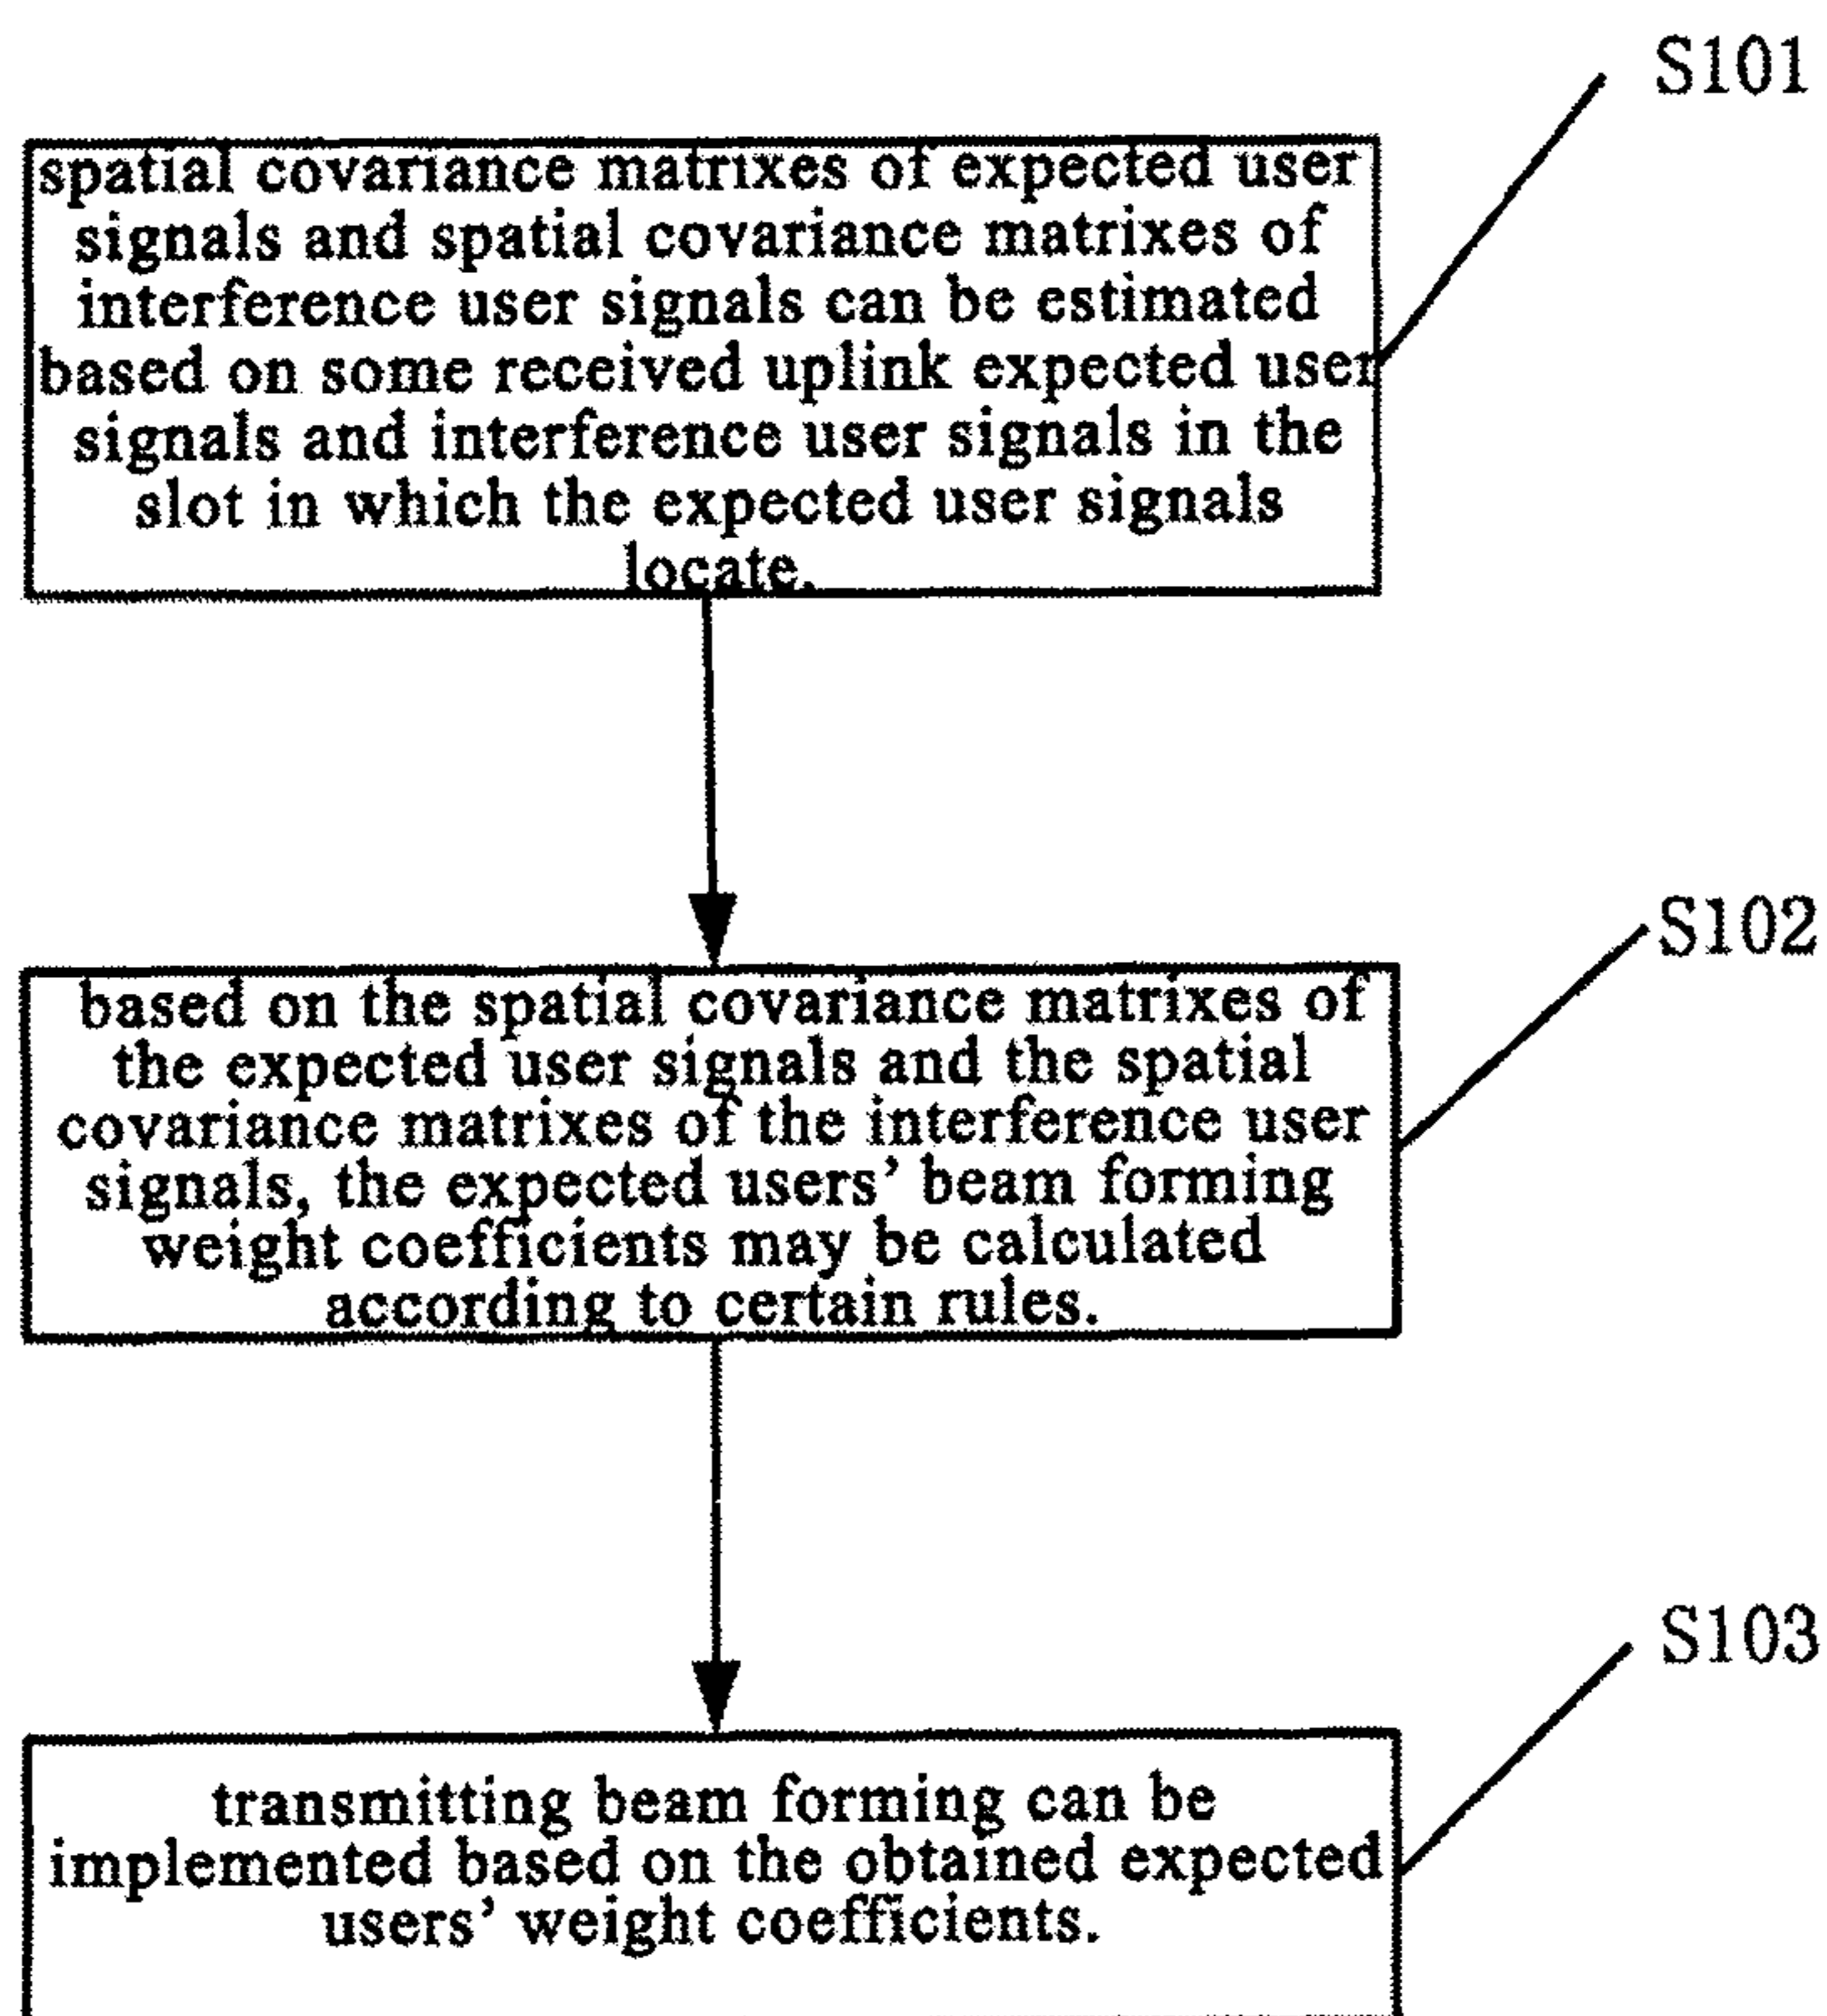 S101
spatial covariance matrixes of expected user
signals and spatial covariance matrixes of
interference user signals can be estimated
based on some received uplink expected user
signals and interference user signals in the
slot in which the expected user signals
locate.
S102
based on the spatial covariance matrixes of
the expected user signals and the spatial
covariance matrixes of the interference user
signals, the expected users’ beam forming
weight coefficients may be calculated
according to certain rules.
S103
transmitting beam forming can be
implemented based on the obtained expected
users’ weight coefficients.